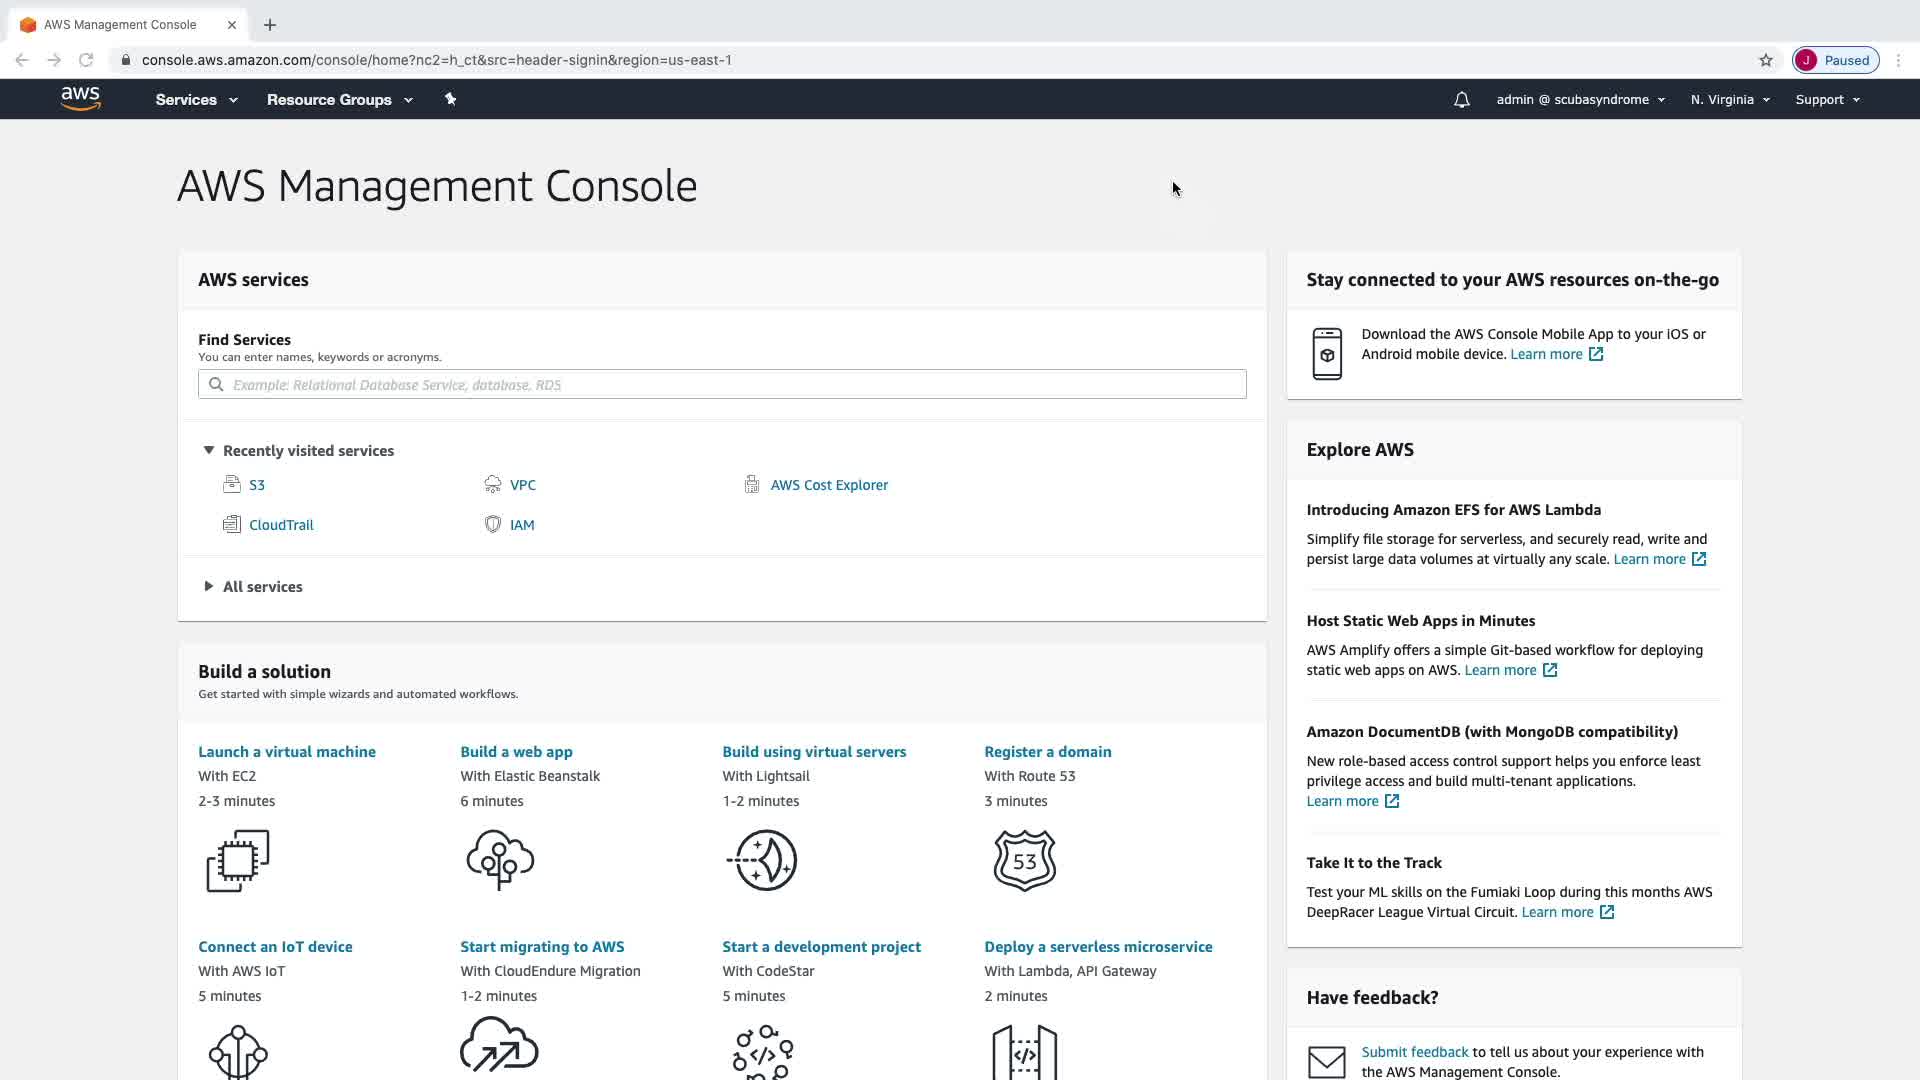 AWS Management Console
console.aws.amazon.com/console/home?nc2=h_ct&src=header-signin&region=us-east-1
J Paused
aws Services Resource Groups admin @ scubasyndrome N. Virginia Support
AWS Management Console
AWS services
Find Services
You can enter names, keywords or acronyms.
Example: Relational Database Service, database, RDS
Recently visited services
S3 VPC AWS Cost Explorer
CloudTrail IAM
All services
Build a solution
Get started with simple wizards and automated workflows.
Launch a virtual machine
With EC2
2-3 minutes
Build a web app
With Elastic Beanstalk
6 minutes
Build using virtual servers
With Lightsail
1-2 minutes
Register a domain
With Route 53
3 minutes
53
Connect an IoT device
With AWS IoT
5 minutes
Start migrating to AWS
With CloudEndure Migration
1-2 minutes
Start a development project
With CodeStar
5 minutes
</>
Deploy a serverless microservice
With Lambda, API Gateway
2 minutes
</>
Stay connected to your AWS resources on-the-go
Download the AWS Console Mobile App to your iOS or
Android mobile device. Learn more
Explore AWS
Introducing Amazon EFS for AWS Lambda
Simplify file storage for serverless, and securely read, write and
persist large data volumes at virtually any scale. Learn more
Host Static Web Apps in Minutes
AWS Amplify offers a simple Git-based workflow for deploying
static web apps on AWS. Learn more
Amazon DocumentDB (with MongoDB compatibility)
New role-based access control support helps you enforce least
privilege access and build multi-tenant applications.
Learn more
Take It to the Track
Test your ML skills on the Fumiaki Loop during this months AWS
DeepRacer League Virtual Circuit. Learn more
Have feedback?
Submit feedback to tell us about your experience with
the AWS Management Console.